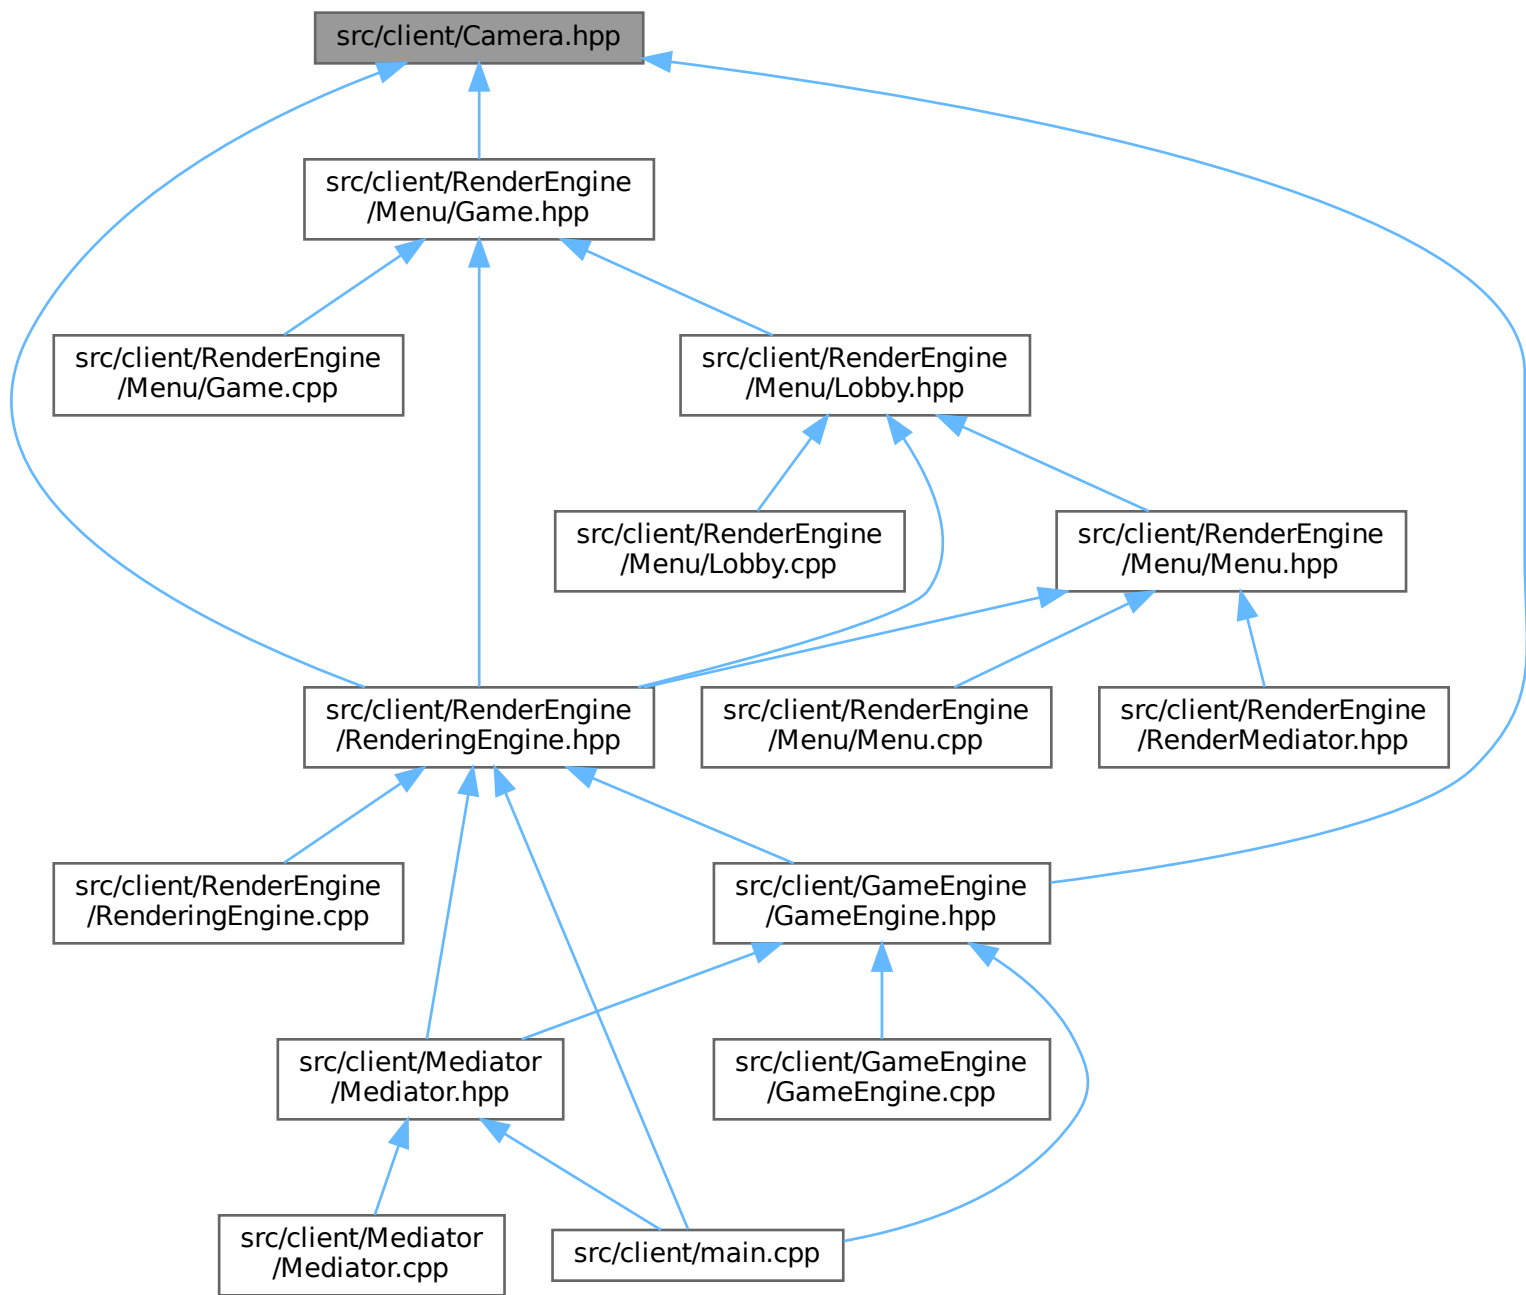 src/client/Camera.hpp
src/client/RenderEngine
/Menu/Game.hpp
src/client/RenderEngine
/Menu/Game.cpp
src/client/RenderEngine
/Menu/Lobby.hpp
src/client/RenderEngine
/Menu/Lobby.cpp
src/client/RenderEngine
/Menu/Menu.hpp
src/client/RenderEngine
/RenderingEngine.hpp
src/client/RenderEngine
/Menu/Menu.cpp
src/client/RenderEngine
/RenderMediator.hpp
src/client/RenderEngine
/RenderingEngine.cpp
src/client/GameEngine
/GameEngine.hpp
src/client/Mediator
/Mediator.hpp
src/client/GameEngine
/GameEngine.cpp
src/client/Mediator
/Mediator.cpp
src/client/main.cpp